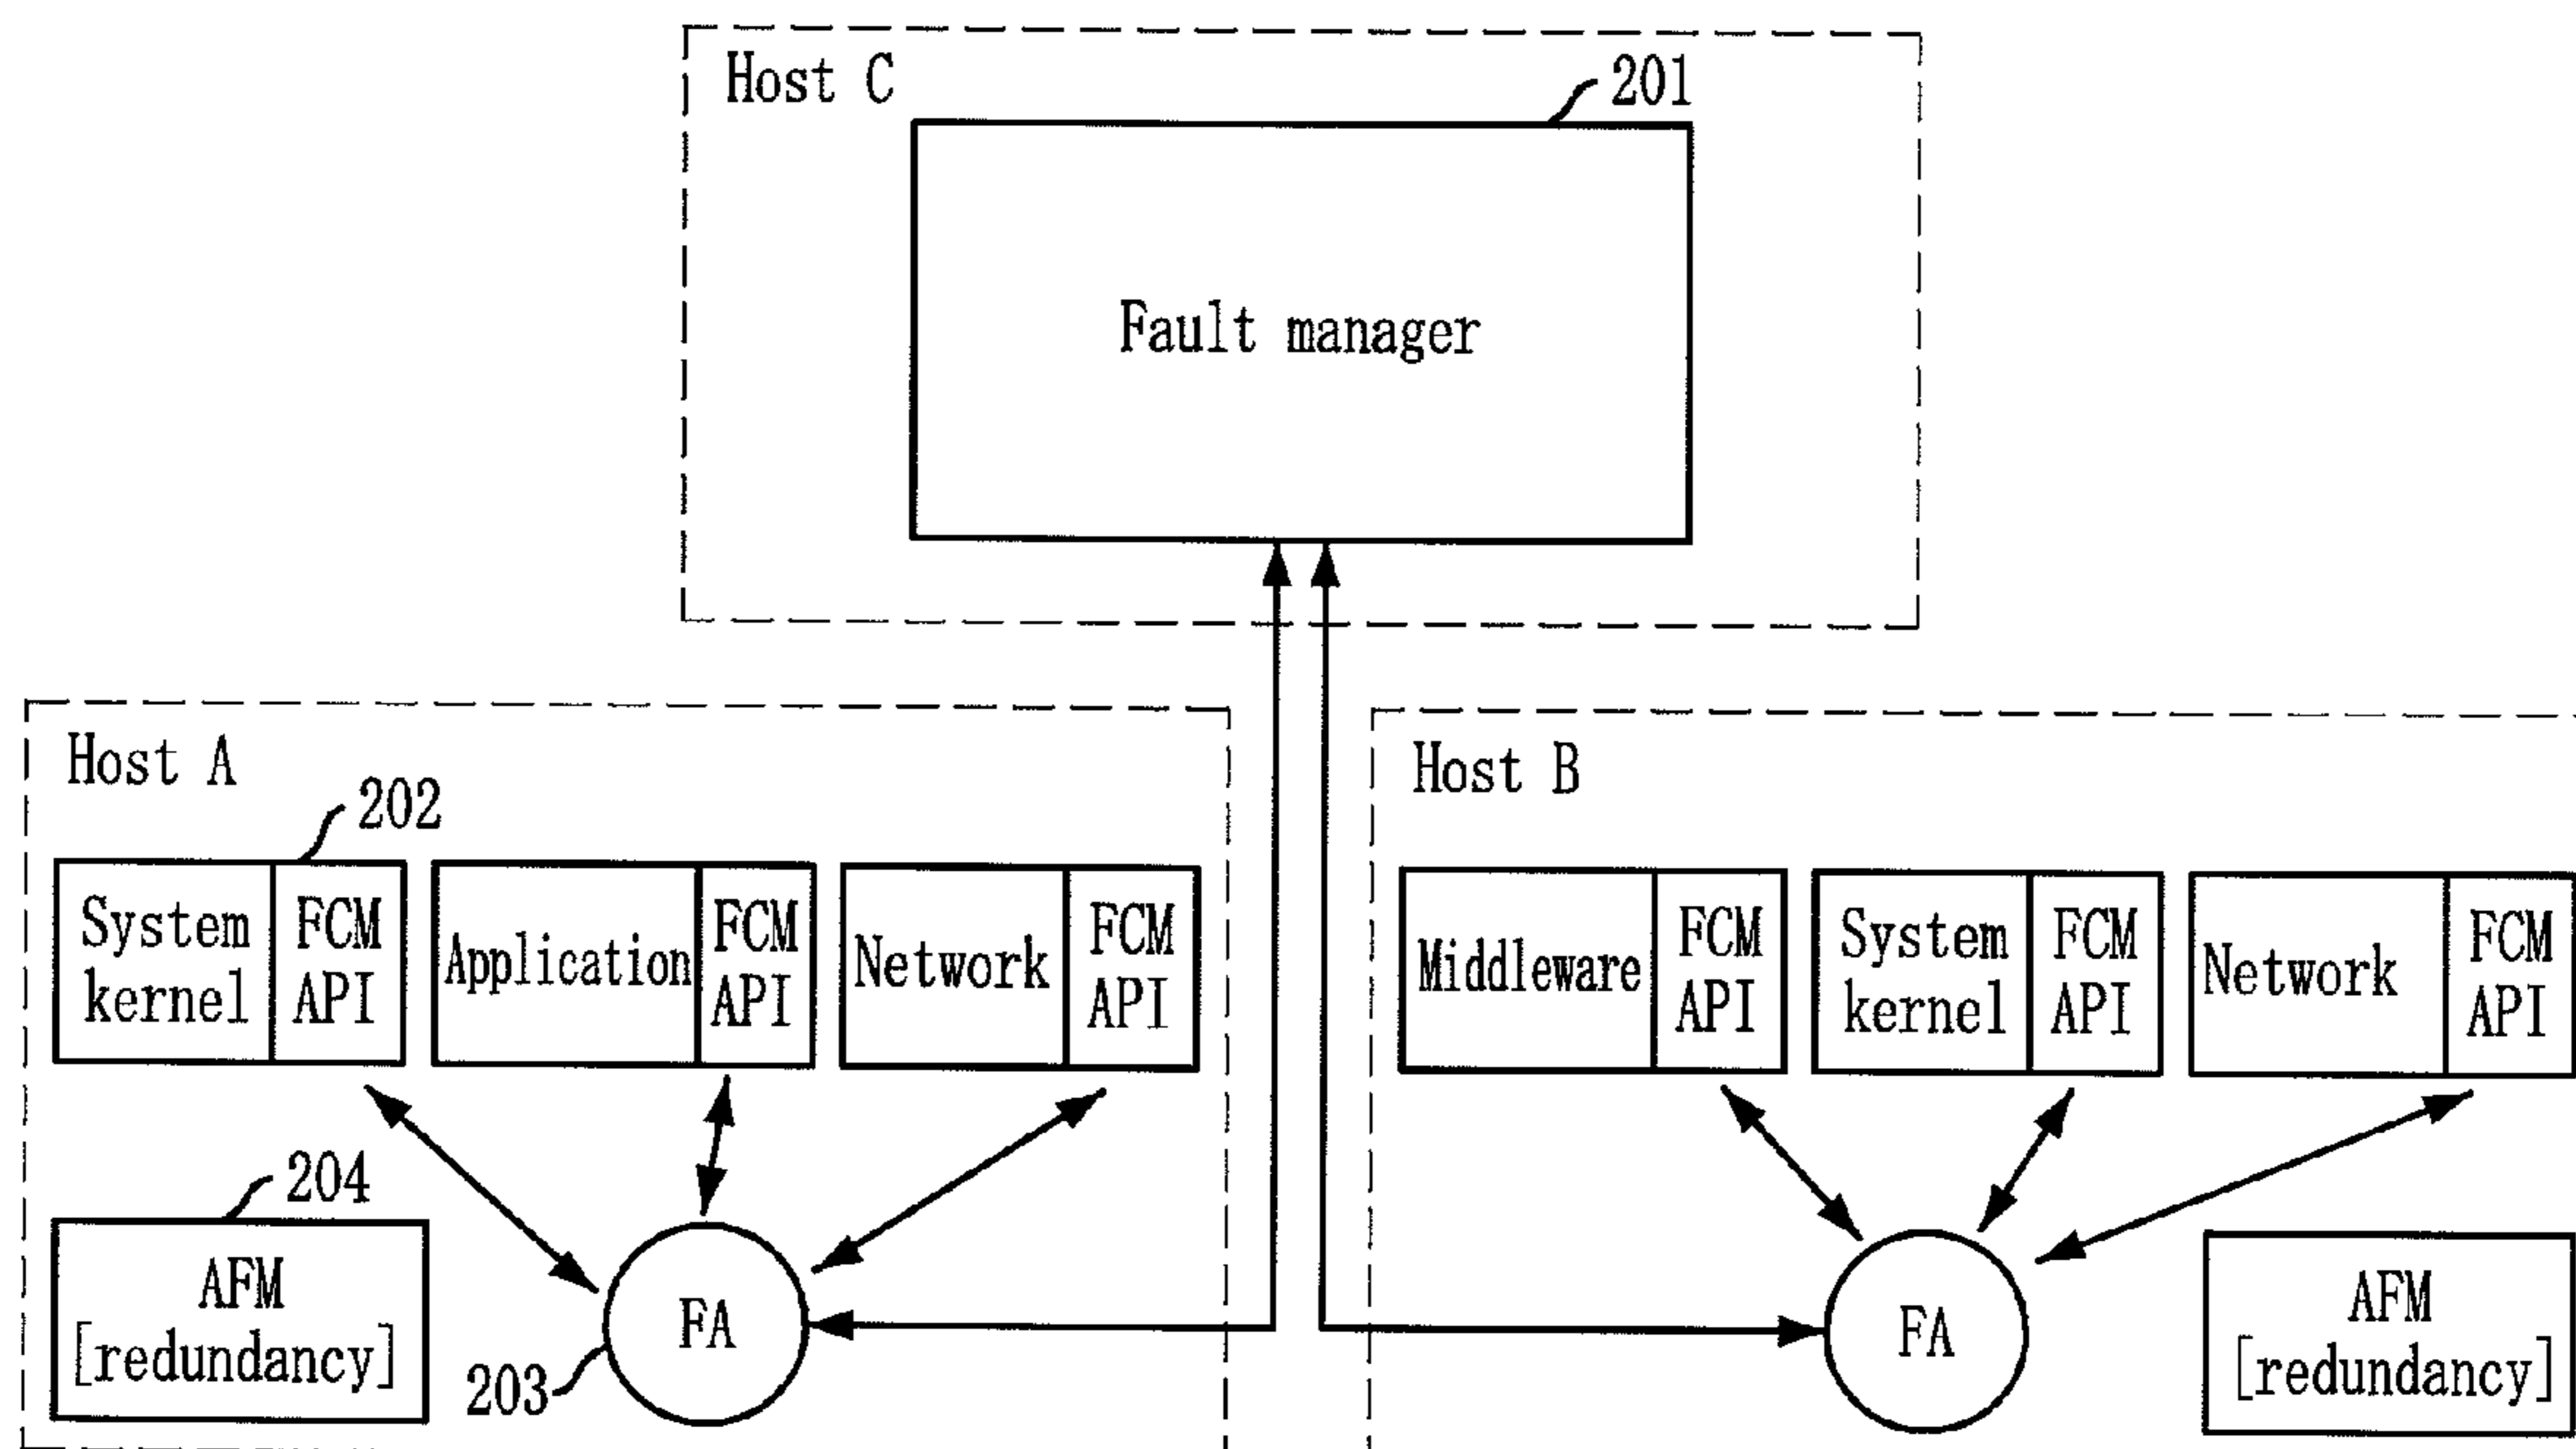 Host C
201
Fault manager
Host A
202
System kernel
FCM API
Application
FCM API
Network
FCM API
204
AFM
[redundancy]
FA
203
Host B
Middleware
FCM API
System kernel
FCM API
Network
FCM API
FA
AFM
[redundancy]